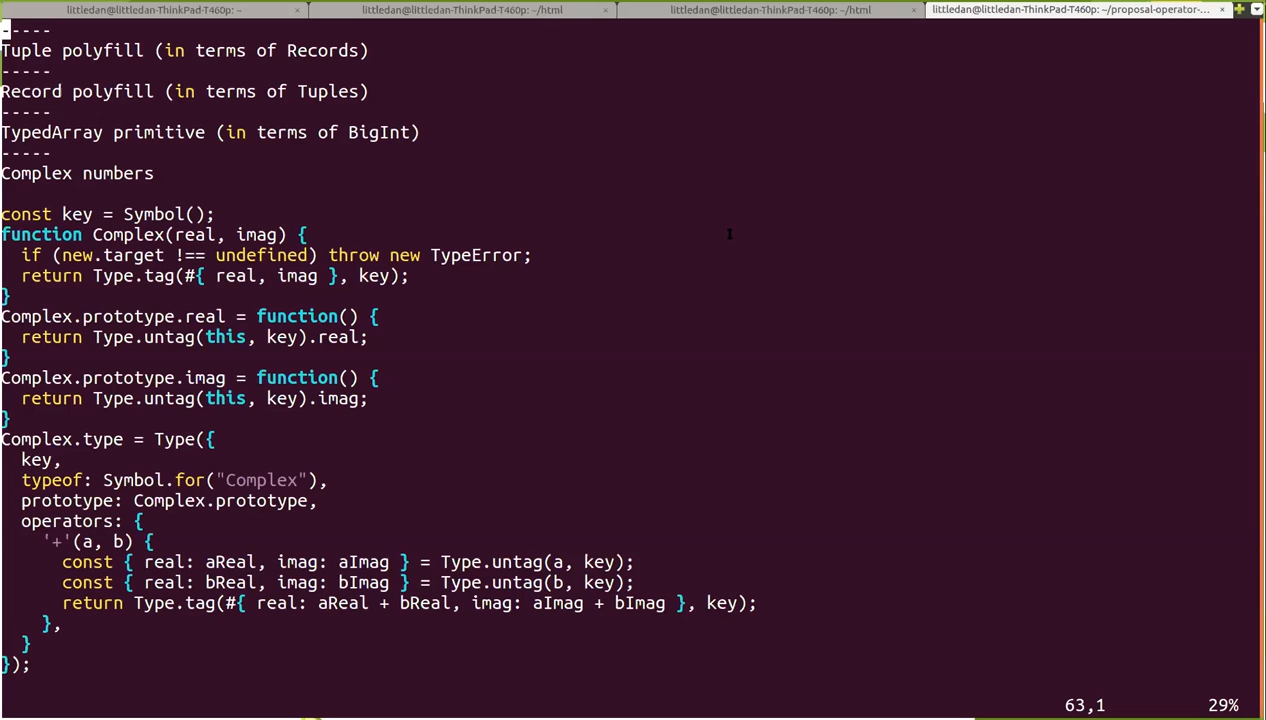 littledan@littledan-ThinkPad-T460p: ~ × littledan@littledan-ThinkPad-T460p: ~/html × littledan@littledan-ThinkPad-T460p: ~/html × littledan@littledan-ThinkPad-T460p: ~/proposal-operator-... ×
-----
Tuple polyfill (in terms of Records)
-----
Record polyfill (in terms of Tuples)
-----
TypedArray primitive (in terms of BigInt)
-----
Complex numbers
const key = Symbol();
function Complex(real, imag) {
  if (new.target !== undefined) throw new TypeError;
  return Type.tag(#{ real, imag }, key);
}
Complex.prototype.real = function() {
  return Type.untag(this, key).real;
}
Complex.prototype.imag = function() {
  return Type.untag(this, key).imag;
}
Complex.type = Type({
  key,
  typeof: Symbol.for("Complex"),
  prototype: Complex.prototype,
  operators: {
    '+'(a, b) {
      const { real: aReal, imag: aImag } = Type.untag(a, key);
      const { real: bReal, imag: bImag } = Type.untag(b, key);
      return Type.tag(#{ real: aReal + bReal, imag: aImag + bImag }, key);
    },
  }
});
63,1 29%